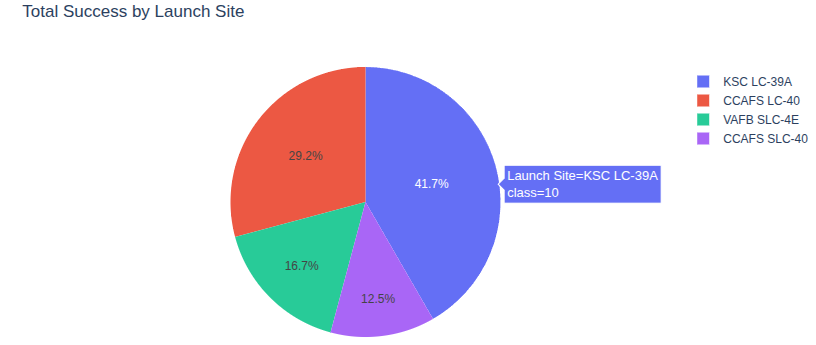 Total Success by Launch Site
KSC LC-39A
CCAFS LC-40
VAFB SLC-4E
CCAFS SLC-40
29.2%
41.7%
Launch Site=KSC LC-39A
class=10
16.7%
12.5%